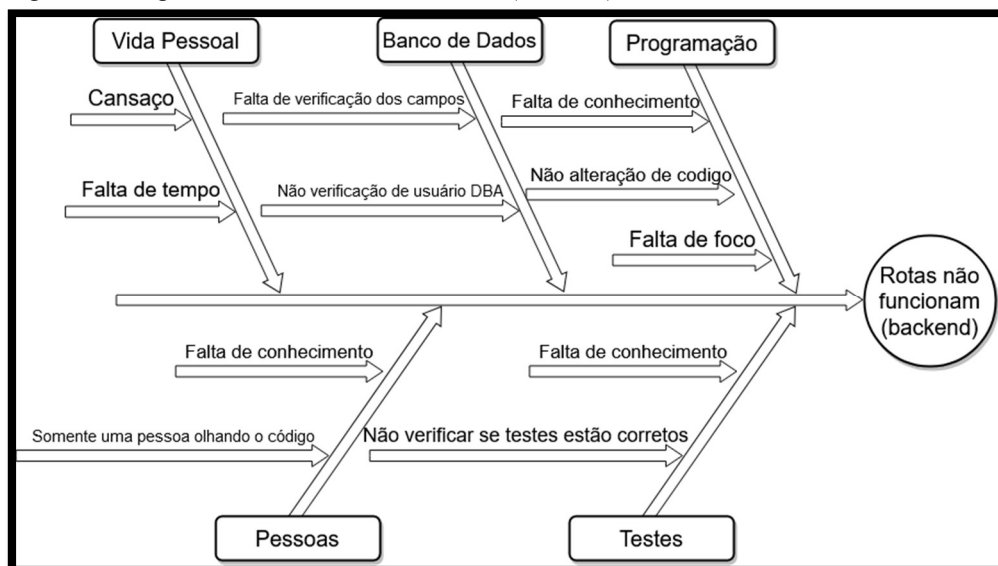 Vida Pessoal
Banco de Dados
Programação
Cansaço
Falta de verificação dos campos
Falta de conhecimento
Falta de tempo
Não verificação de usuário DBA
Não alteração de codigo
Falta de foco
Rotas não
funcionam
(backend)
Falta de conhecimento
Falta de conhecimento
Somente uma pessoa olhando o código
Não verificar se testes estão corretos
Pessoas
Testes